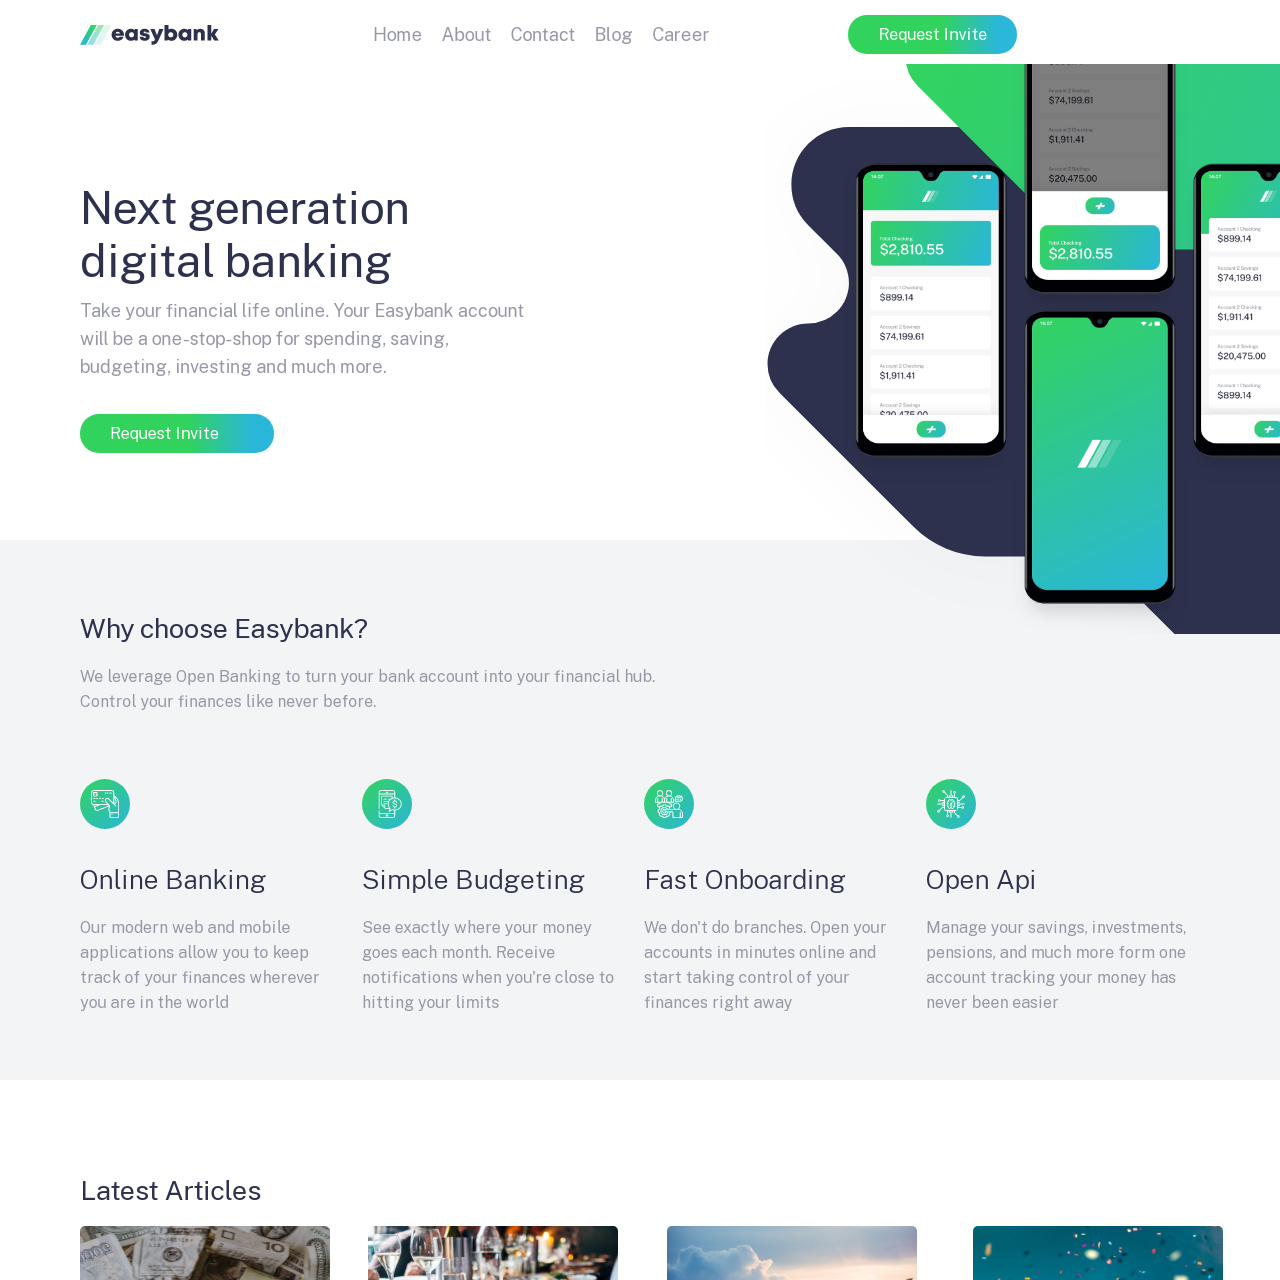 easybank
Home About Contact Blog Career
Request Invite
Next generation
digital banking
Take your financial life online. Your Easybank account
will be a one-stop-shop for spending, saving,
budgeting, investing and much more.
Request Invite
Account 2 Savings
$74,199.61
Account 2 Checking
$1,911.41
$20,475.00
Total Checking
$2,810.55
14:07
Total Checking
$2,810.55
Account 1 Checking
$899.14
Account 2 Savings
$74,199.61
Account 2 Checking
$1,911.41
Account 2 Savings
$20,475.00
14:07
14:07
Account 1 Checking
$899.14
Account 2 Savings
$74,199.61
Account 2 Checking
$1,911.41
Account 2 Savings
$20,475.00
Account 1 Checking
$899.14
Why choose Easybank?
We leverage Open Banking to turn your bank account into your financial hub.
Control your finances like never before.
Online Banking
Our modern web and mobile
applications allow you to keep
track of your finances wherever
you are in the world
Simple Budgeting
See exactly where your money
goes each month. Receive
notifications when you're close to
hitting your limits
Fast Onboarding
We don't do branches. Open your
accounts in minutes online and
start taking control of your
finances right away
Open Api
Manage your savings, investments,
pensions, and much more form one
account tracking your money has
never been easier
Latest Articles